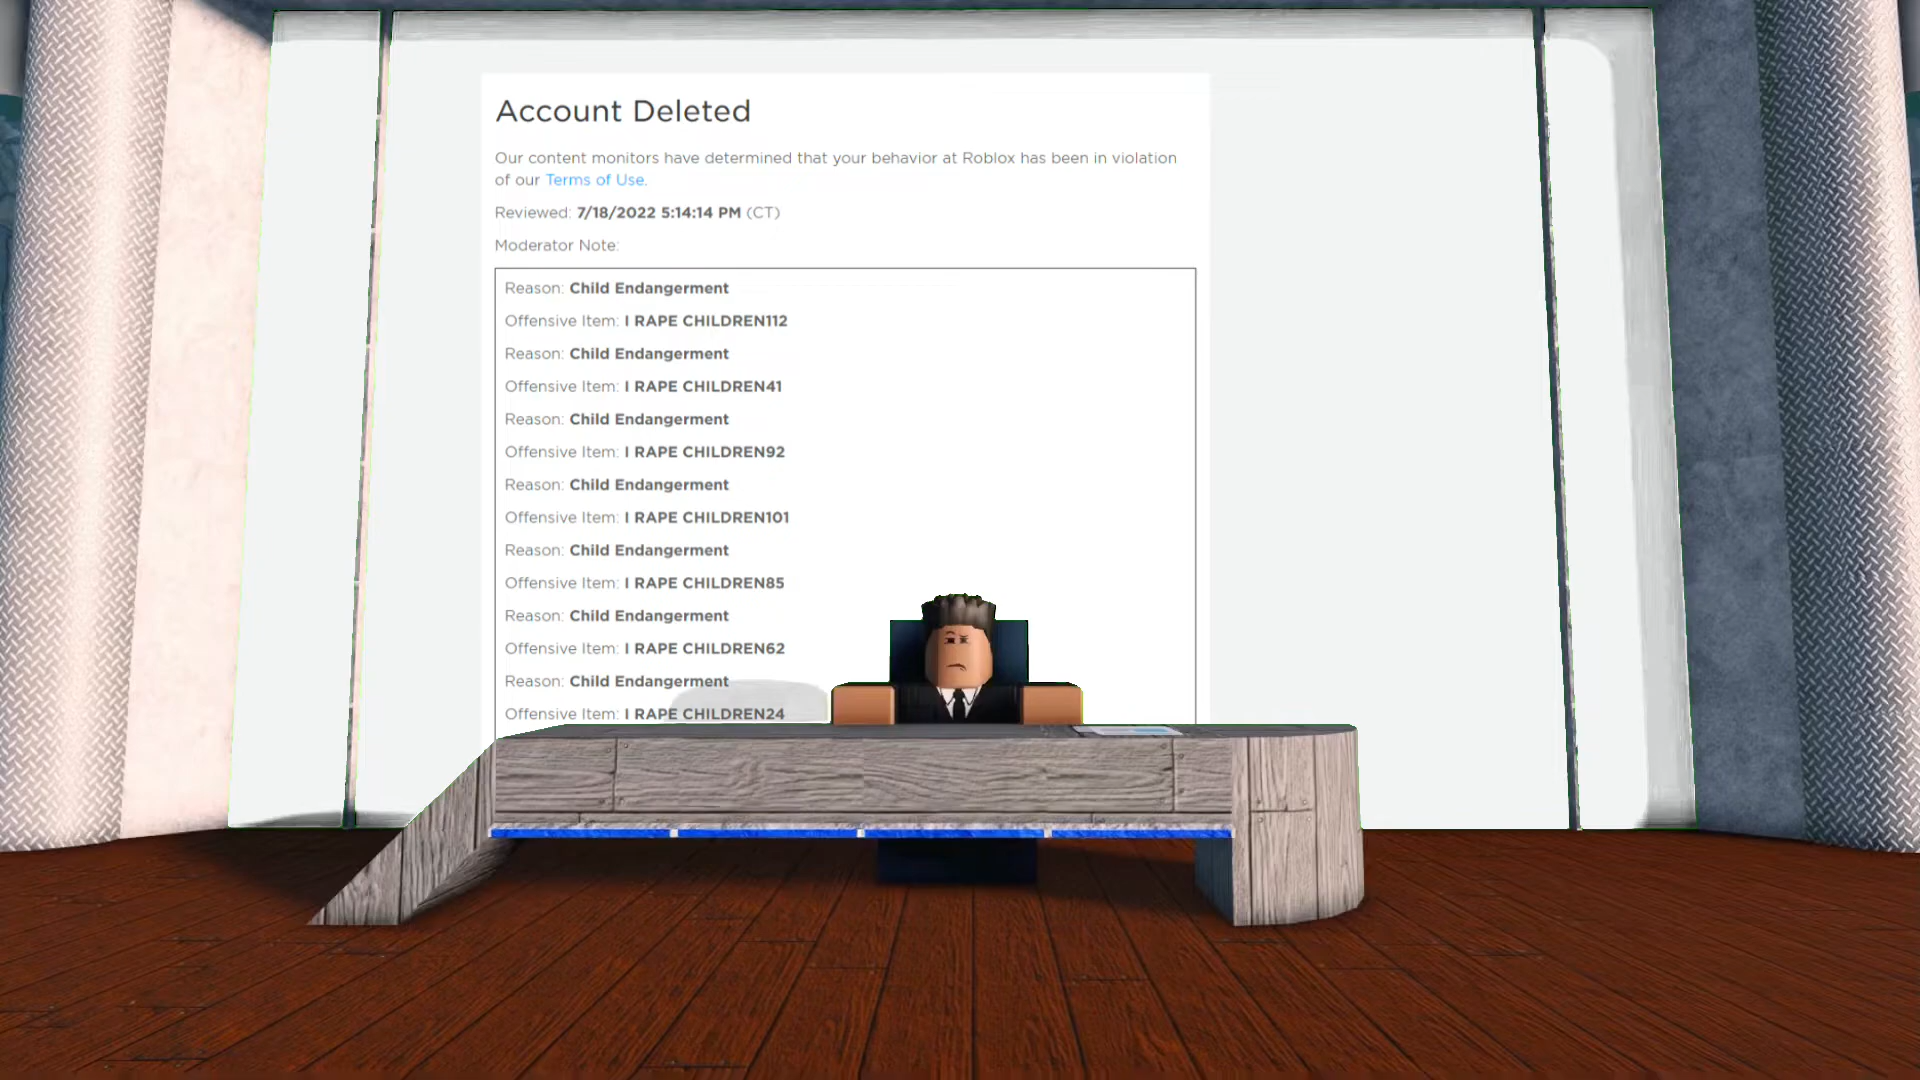 Account Deleted
Our content monitors have determined that your behavior at Roblox has been in violation
of our Terms of Use.
Reviewed: 7/18/2022 5:14:14 PM (CT)
Moderator Note:
Reason: Child Endangerment
Offensive Item: I RAPE CHILDREN112
Reason: Child Endangerment
Offensive Item: I RAPE CHILDREN41
Reason: Child Endangerment
Offensive Item: I RAPE CHILDREN92
Reason: Child Endangerment
Offensive Item: I RAPE CHILDREN101
Reason: Child Endangerment
Offensive Item: I RAPE CHILDREN85
Reason: Child Endangerment
Offensive Item: I RAPE CHILDREN62
Reason: Child Endangerment
Offensive Item: I RAPE CHILDREN24